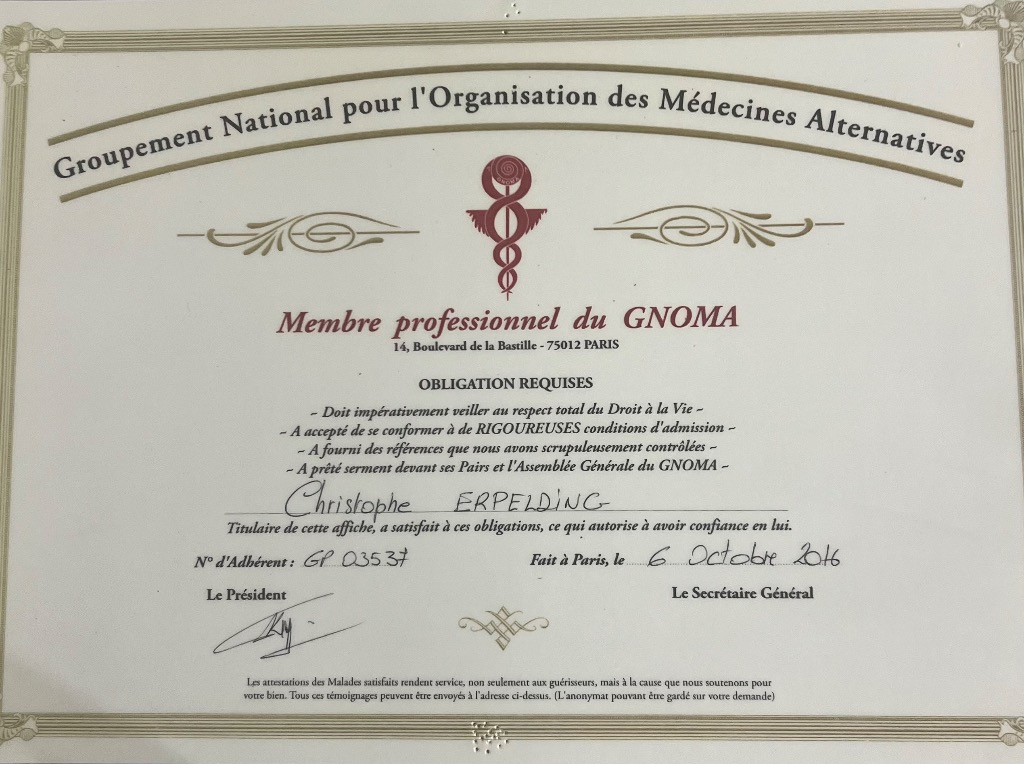 Groupement National pour l'Organisation des Médecines Alternatives
GNOMA
Membre professionnel du GNOMA
14, Boulevard de la Bastille - 75012 PARIS
OBLIGATION REQUISES
~ Doit impérativement veiller au respect total du Droit à la Vie ~
~ A accepté de se conformer à de RIGOUREUSES conditions d'admission ~
~ A fourni des références que nous avons scrupuleusement contrôlées ~
~ A prêté serment devant ses Pairs et l'Assemblée Générale du GNOMA ~
Christophe ERPELDING
Titulaire de cette affiche, a satisfait à ces obligations, ce qui autorise à avoir confiance en lui.
N° d'Adhérent : GP 03537 Fait à Paris, le 6 Octobre 2016
Le Président Le Secrétaire Général
Les attestations des Malades satisfaits rendent service, non seulement aux guérisseurs, mais à la cause que nous soutenons pour
votre bien. Tous ces témoignages peuvent être envoyés à l'adresse ci-dessus. (L'anonymat pouvant être gardé sur votre demande)